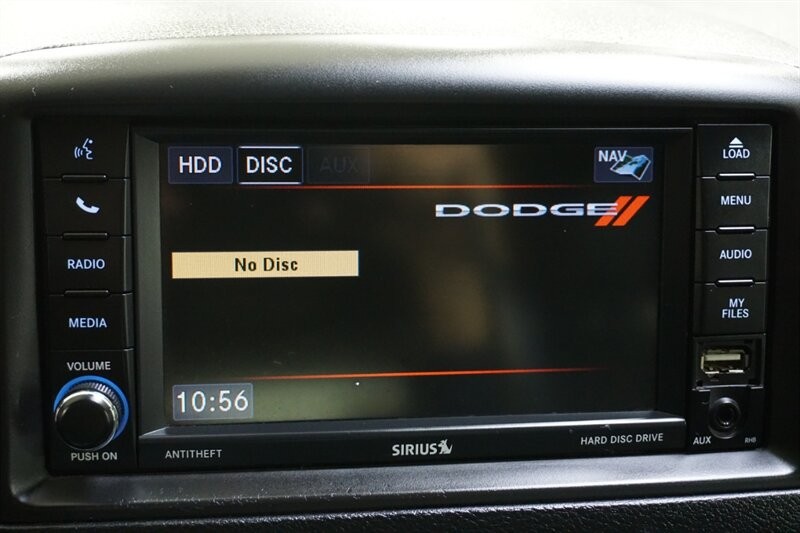 HDD DISC AUX NAV
DODGE
No Disc
10:56
RADIO
MEDIA
VOLUME
PUSH ON
ANTITHEFT
SIRIUS
HARD DISC DRIVE
LOAD
MENU
AUDIO
MY
FILES
AUX RHB